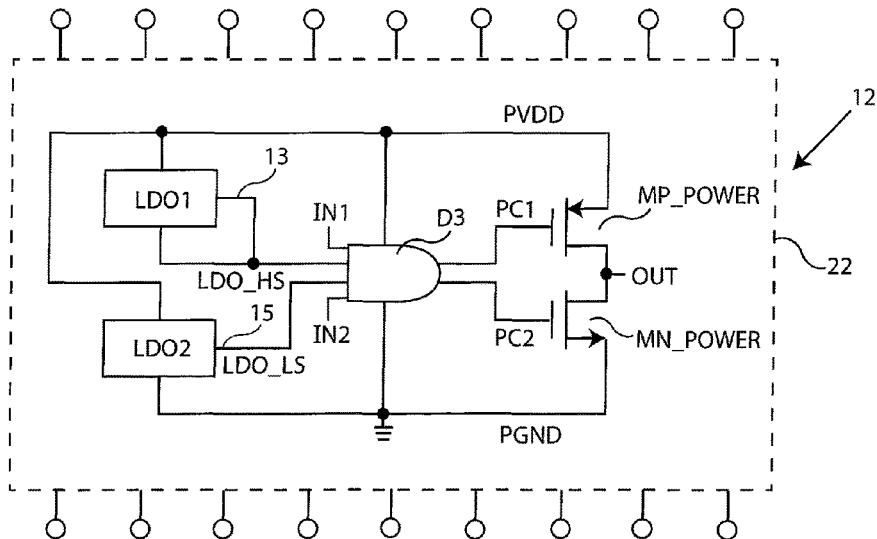 12
PVDD
13
LDO1
IN1
D3
PC1
MP_POWER
LDO_HS
OUT
22
15
LDO2
LDO_LS
IN2
PC2
MN_POWER
PGND